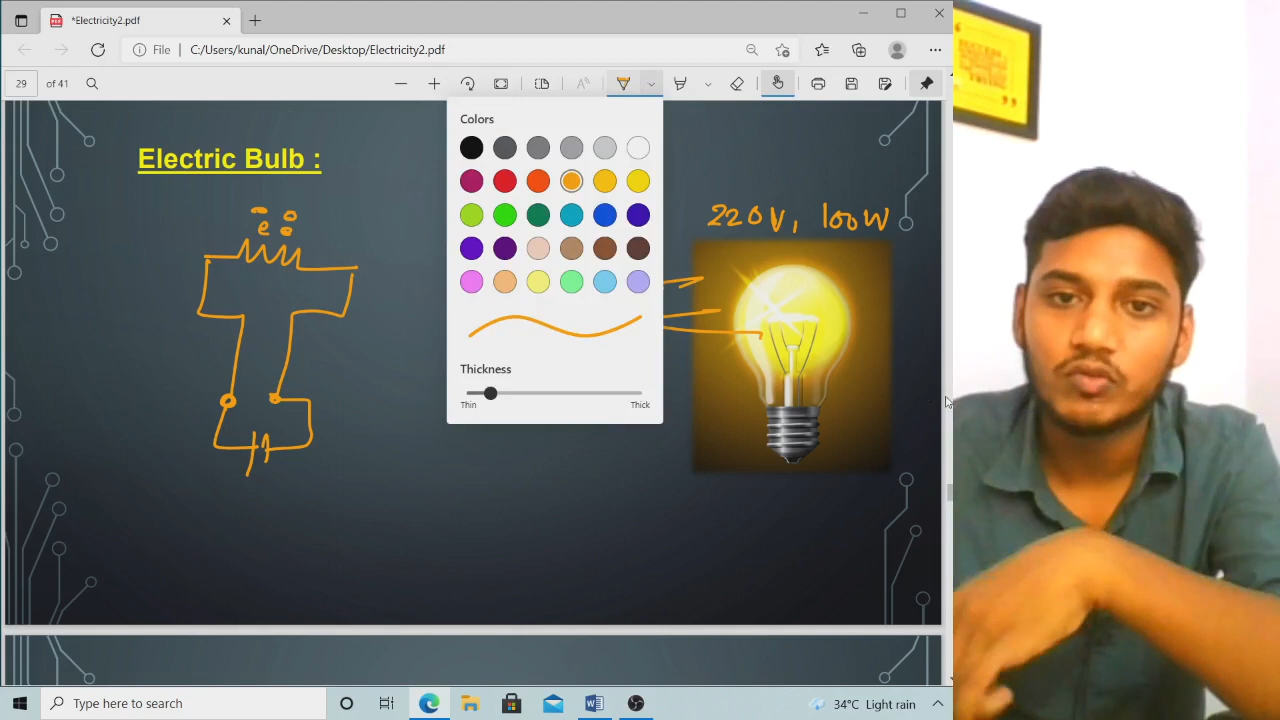 *Electricity2.pdf
File C:/Users/kunal/OneDrive/Desktop/Electricity2.pdf
29 of 41
Colors
Electric Bulb :
e
220V, 100W
Thickness
Thin Thick
Type here to search
34°C Light rain